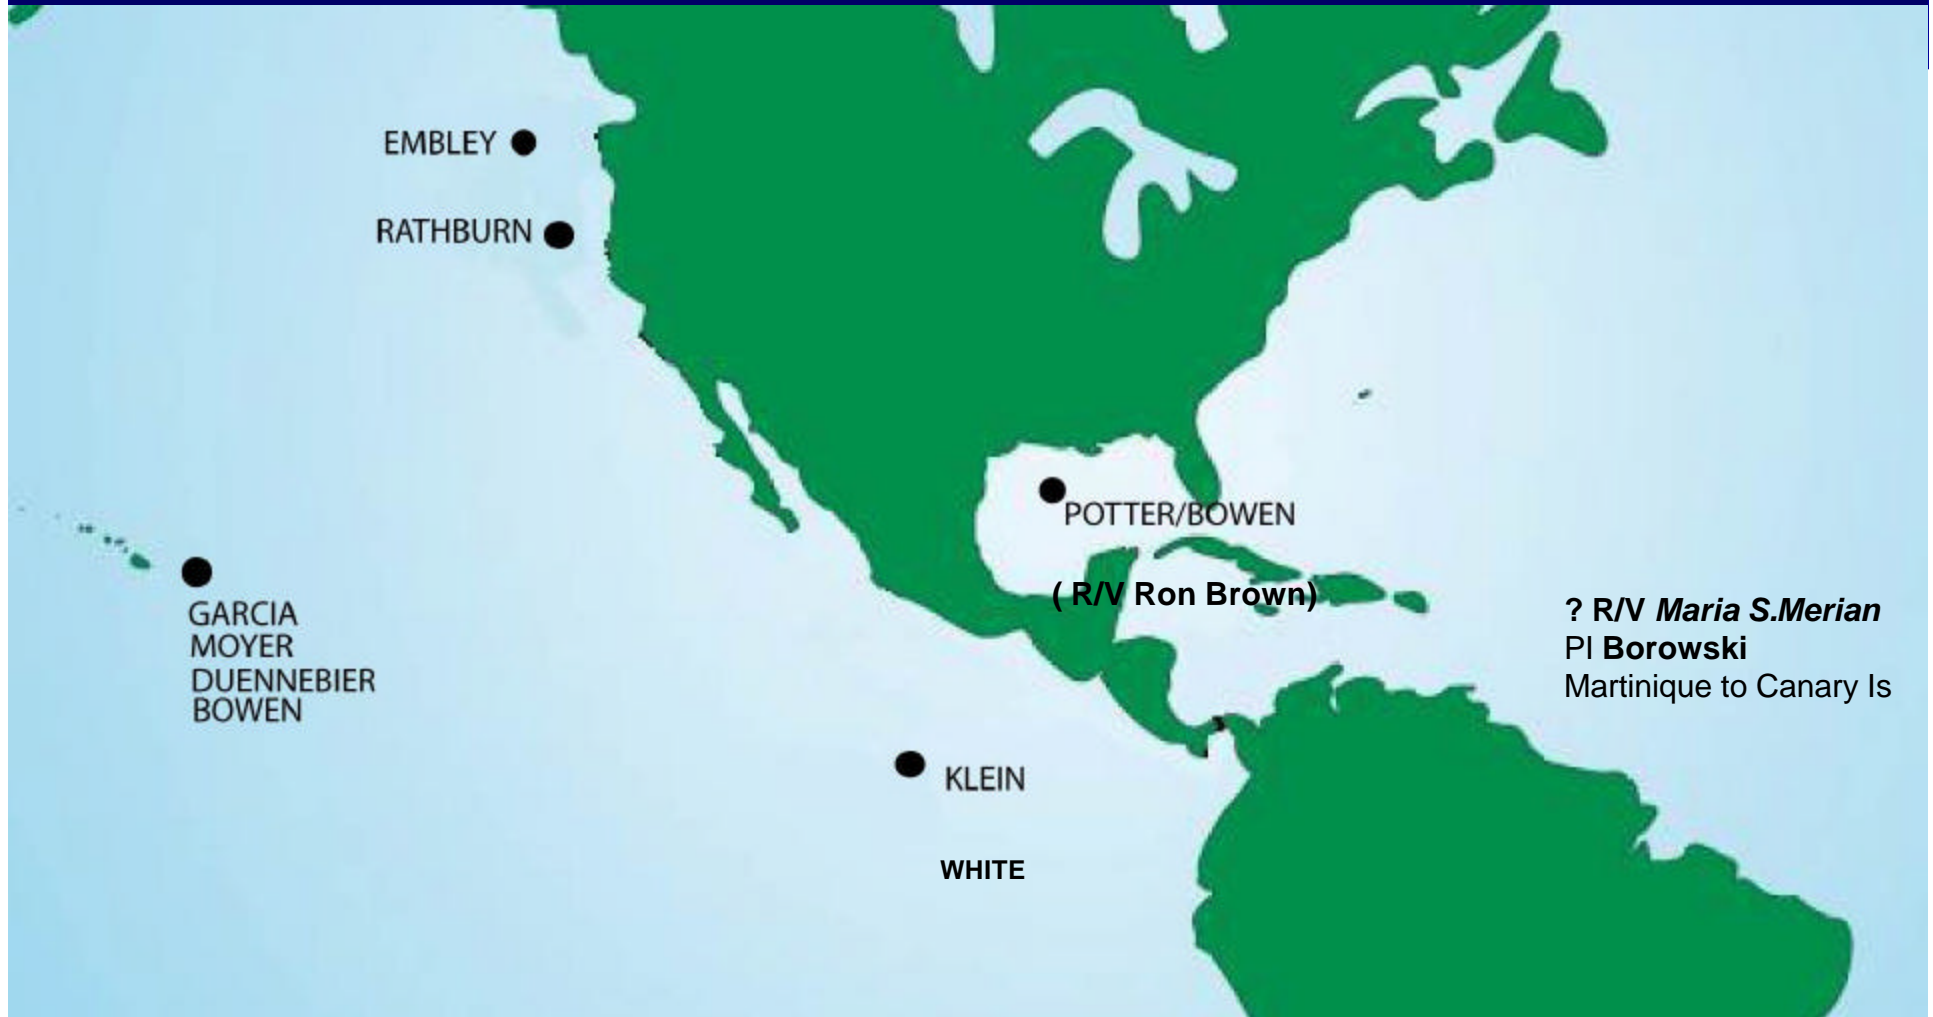 EMBLEY
RATHBURN
POTTER/BOWEN
( R/V Ron Brown)
GARCIA
MOYER
DUENNEBIER
BOWEN
? R/V Maria S.Merian
PI Borowski
Martinique to Canary Is
KLEIN
WHITE